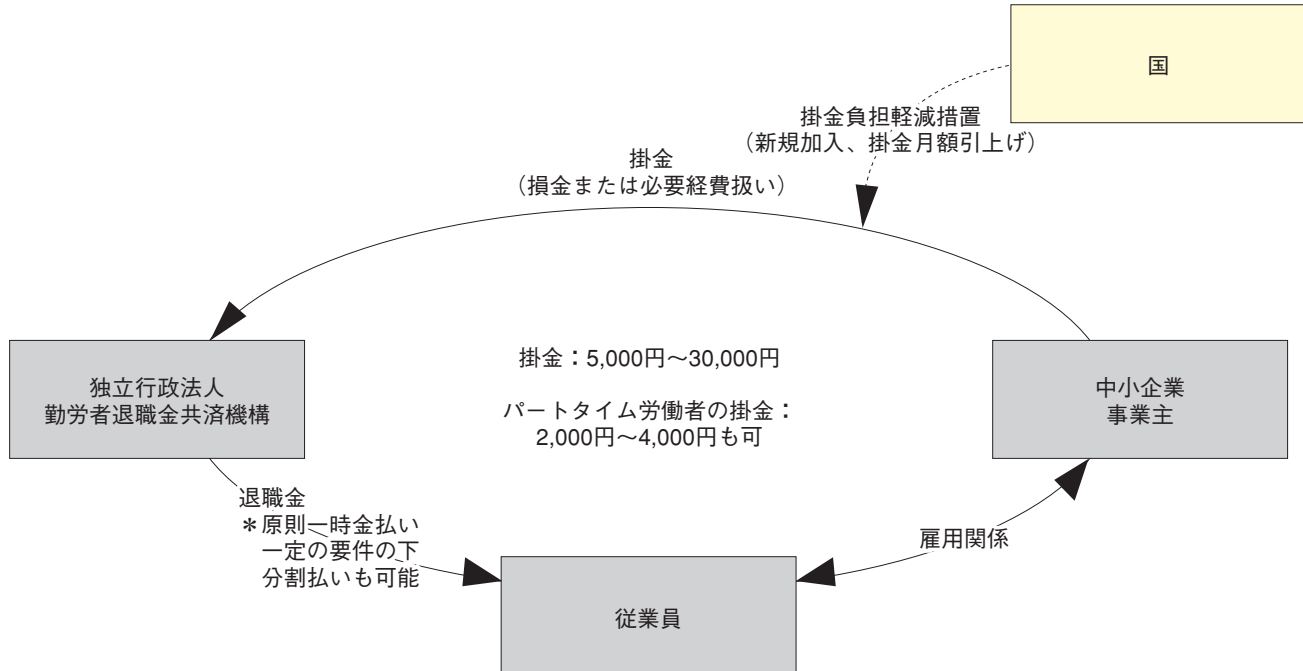 国
掛金負担軽減措置
（新規加入、掛金月額引上げ）
掛金
（損金または必要経費扱い）
独立行政法人
勤労者退職金共済機構
掛金：5,000円～30,000円
パートタイム労働者の掛金：
2,000円～4,000円も可
中小企業
事業主
退職金
＊原則一時金払い
一定の要件の下
分割払いも可能
雇用関係
従業員